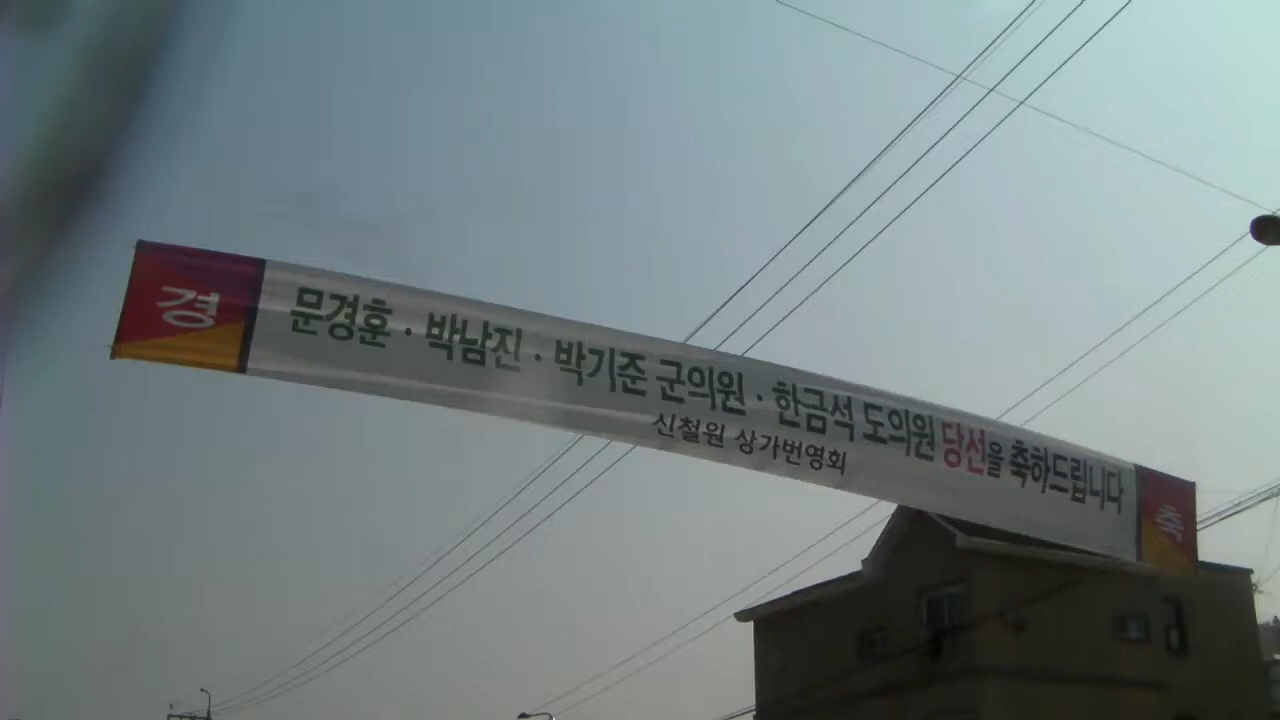 경
문경훈 · 박남진 · 박기준 군의원 · 한금석 도의원 당선을 축하드립니다
신철원 상가번영회
축